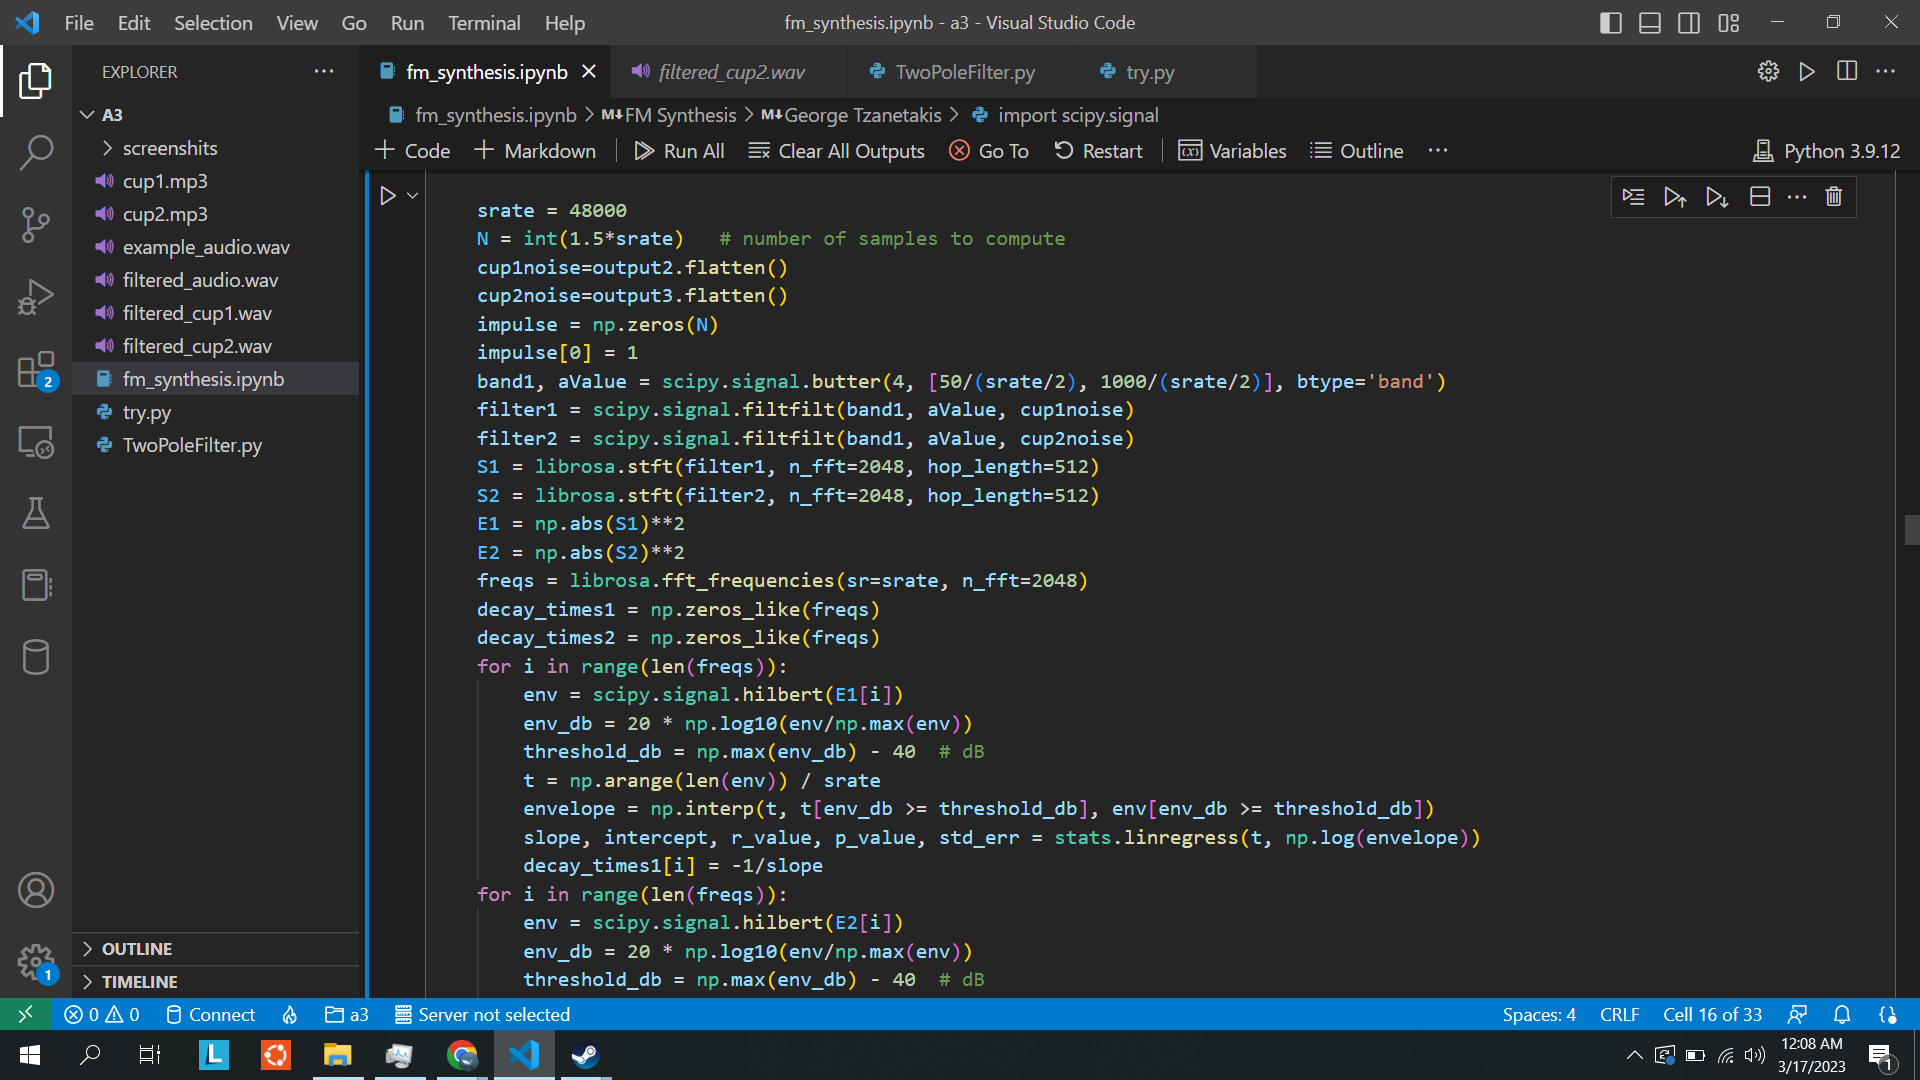 File Edit Selection View Go Run Terminal Help
fm_synthesis.ipynb - a3 - Visual Studio Code
EXPLORER
A3
screenshits
cup1.mp3
cup2.mp3
example_audio.wav
filtered_audio.wav
filtered_cup1.wav
filtered_cup2.wav
fm_synthesis.ipynb
try.py
TwoPoleFilter.py
OUTLINE
TIMELINE
2
1
fm_synthesis.ipynb filtered_cup2.wav TwoPoleFilter.py try.py
fm_synthesis.ipynb > M↓FM Synthesis > M↓George Tzanetakis > import scipy.signal
+ Code + Markdown Run All Clear All Outputs Go To Restart Variables Outline ... Python 3.9.12
srate = 48000
N = int(1.5*srate)   # number of samples to compute
cup1noise=output2.flatten()
cup2noise=output3.flatten()
impulse = np.zeros(N)
impulse[0] = 1
band1, aValue = scipy.signal.butter(4, [50/(srate/2), 1000/(srate/2)], btype='band')
filter1 = scipy.signal.filtfilt(band1, aValue, cup1noise)
filter2 = scipy.signal.filtfilt(band1, aValue, cup2noise)
S1 = librosa.stft(filter1, n_fft=2048, hop_length=512)
S2 = librosa.stft(filter2, n_fft=2048, hop_length=512)
E1 = np.abs(S1)**2
E2 = np.abs(S2)**2
freqs = librosa.fft_frequencies(sr=srate, n_fft=2048)
decay_times1 = np.zeros_like(freqs)
decay_times2 = np.zeros_like(freqs)
for i in range(len(freqs)):
    env = scipy.signal.hilbert(E1[i])
    env_db = 20 * np.log10(env/np.max(env))
    threshold_db = np.max(env_db) - 40  # dB
    t = np.arange(len(env)) / srate
    envelope = np.interp(t, t[env_db >= threshold_db], env[env_db >= threshold_db])
    slope, intercept, r_value, p_value, std_err = stats.linregress(t, np.log(envelope))
    decay_times1[i] = -1/slope
for i in range(len(freqs)):
    env = scipy.signal.hilbert(E2[i])
    env_db = 20 * np.log10(env/np.max(env))
    threshold_db = np.max(env_db) - 40  # dB
0 0 Connect a3 Server not selected Spaces: 4 CRLF Cell 16 of 33
L
12:08 AM
3/17/2023
1